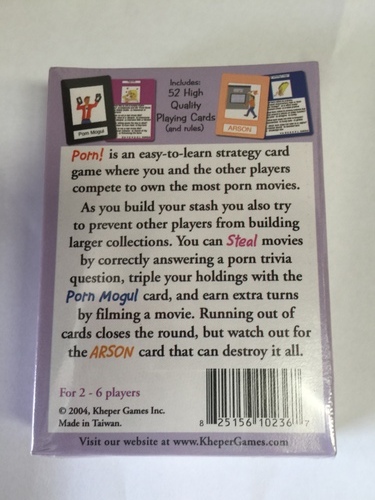 Includes:
52 High
Quality
Playing Cards
(and rules)
Porn Mogul
ARSON
Porn! is an easy-to-learn strategy card
game where you and the other players
compete to own the most porn movies.
As you build your stash you also try
to prevent other players from building
larger collections. You can Steal movies
by correctly answering a porn trivia
question, triple your holdings with the
Porn Mogul card, and earn extra turns
by filming a movie. Running out of
cards closes the round, but watch out for
the ARSON card that can destroy it all.
For 2 - 6 players
© 2004, Kheper Games Inc.
Made in Taiwan.
8 25156 10236 7
Visit our website at www.KheperGames.com